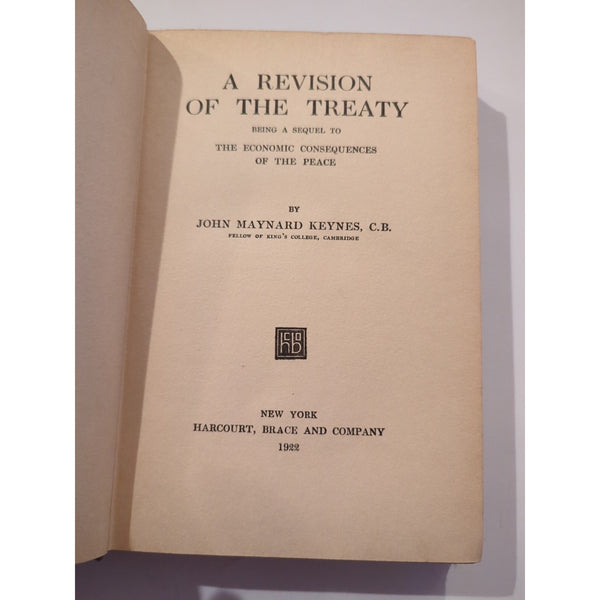 A REVISION
OF THE TREATY
BEING A SEQUEL TO
THE ECONOMIC CONSEQUENCES
OF THE PEACE
BY
JOHN MAYNARD KEYNES, C.B.
FELLOW OF KING'S COLLEGE, CAMBRIDGE
hcbo
NEW YORK
HARCOURT, BRACE AND COMPANY
1922